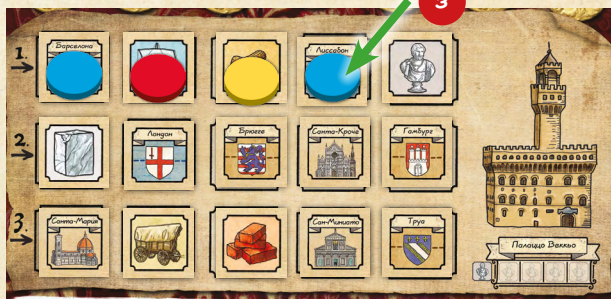 3
1.
Барселона
Лиссабон
2.
Лондон
Брюгге
Санта-Кроче
Гамбург
3.
Санта-Мария
Сан-Миниато
Труа
Палаццо Веккьо